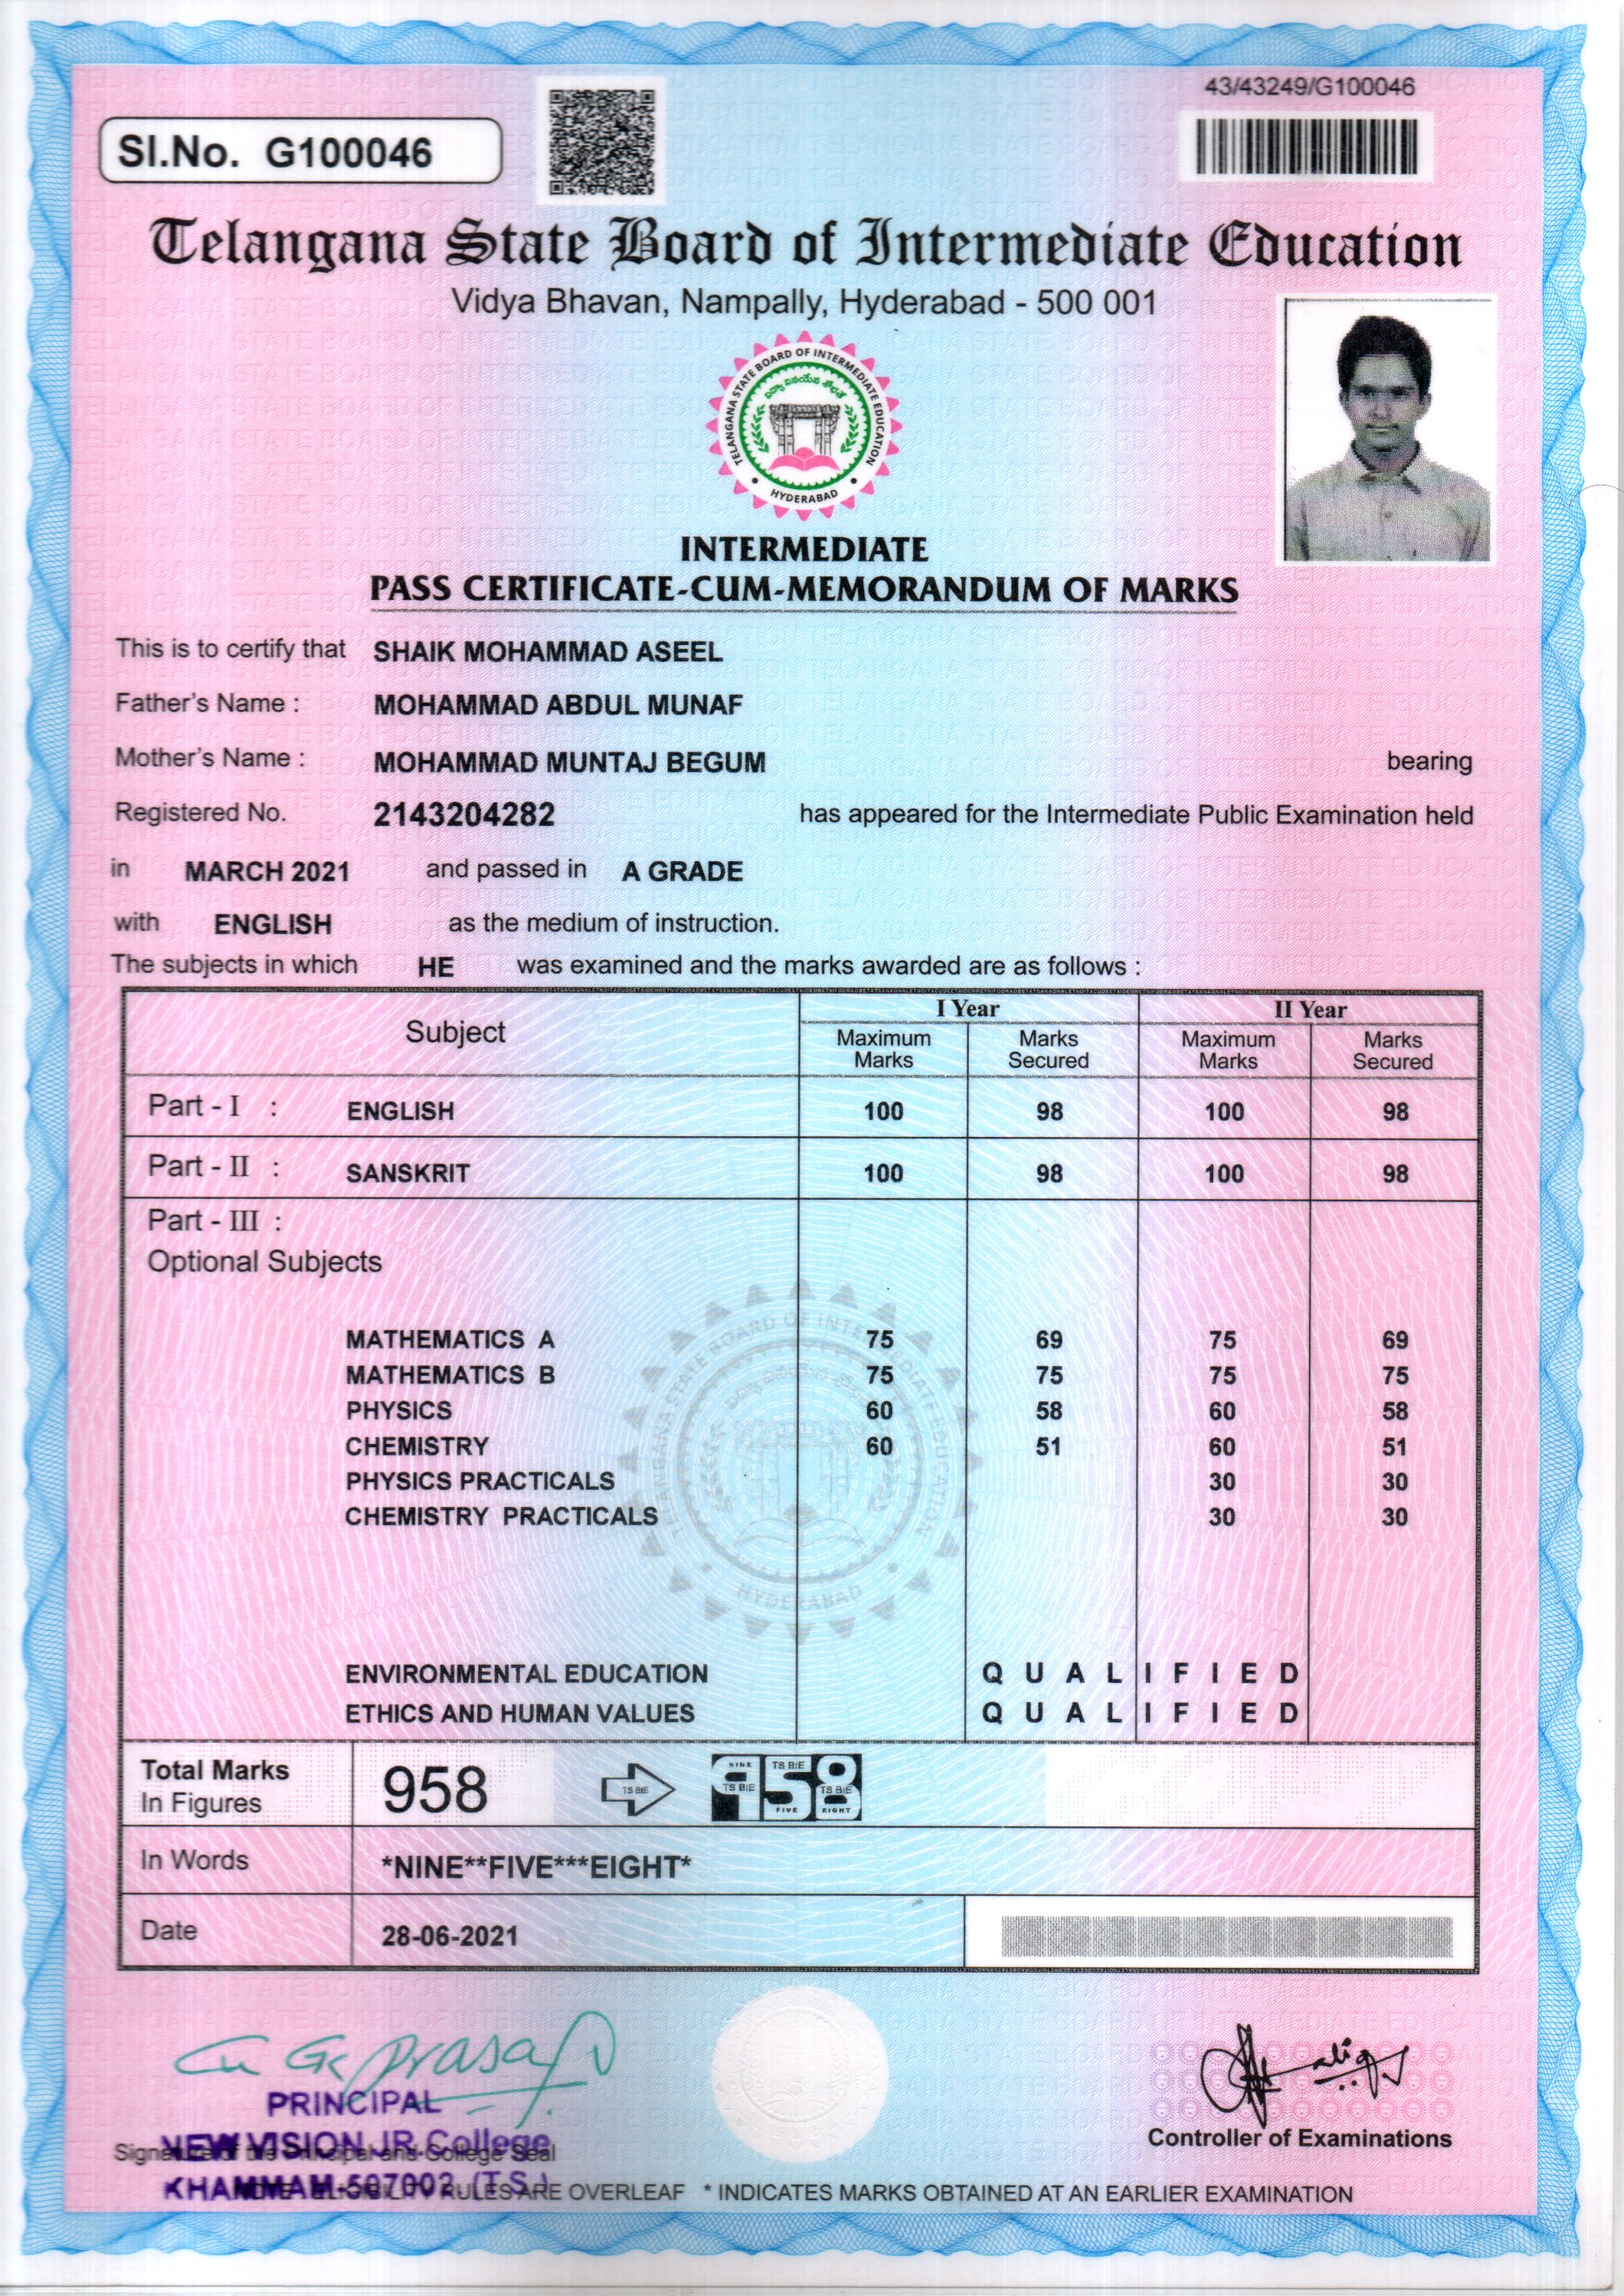 43/43249/G100046
Sl.No. G100046
Telangana State Board of Intermediate Education
Vidya Bhavan, Nampally, Hyderabad - 500 001
TELANGANA STATE BOARD OF INTERMEDIATE EDUCATION
HYDERABAD
INTERMEDIATE
PASS CERTIFICATE-CUM-MEMORANDUM OF MARKS
This is to certify that SHAIK MOHAMMAD ASEEL
Father's Name : MOHAMMAD ABDUL MUNAF
Mother's Name : MOHAMMAD MUNTAJ BEGUM bearing
Registered No. 2143204282 has appeared for the Intermediate Public Examination held
in MARCH 2021 and passed in A GRADE
with ENGLISH as the medium of instruction.
The subjects in which HE was examined and the marks awarded are as follows :
Subject I Year II Year
Maximum Marks Marks Secured Maximum Marks Marks Secured
Part - I : ENGLISH 100 98 100 98
Part - II : SANSKRIT 100 98 100 98
Part - III :
Optional Subjects
MATHEMATICS A 75 69 75 69
MATHEMATICS B 75 75 75 75
PHYSICS 60 58 60 58
CHEMISTRY 60 51 60 51
PHYSICS PRACTICALS 30 30
CHEMISTRY PRACTICALS 30 30
ENVIRONMENTAL EDUCATION QUALIFIED
ETHICS AND HUMAN VALUES QUALIFIED
Total Marks
In Figures 958 TS BIE 958
In Words *NINE**FIVE***EIGHT*
Date 28-06-2021
PRINCIPAL
NEW VISION JR. College
Signature of the Principal and College Seal
KHAMMAM-507002. (T.S.)
Controller of Examinations
RULES ARE OVERLEAF * INDICATES MARKS OBTAINED AT AN EARLIER EXAMINATION